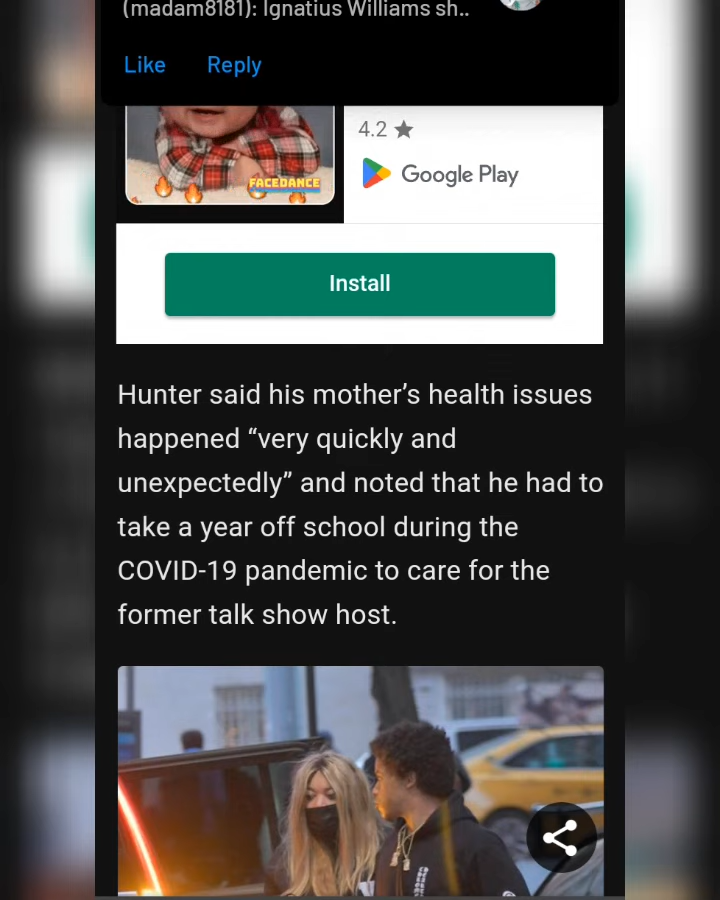 (madam8181): Ignatius Williams sh..
Like Reply
4.2
FACEDANCE
Google Play
Install
Hunter said his mother’s health issues
happened “very quickly and
unexpectedly” and noted that he had to
take a year off school during the
COVID-19 pandemic to care for the
former talk show host.